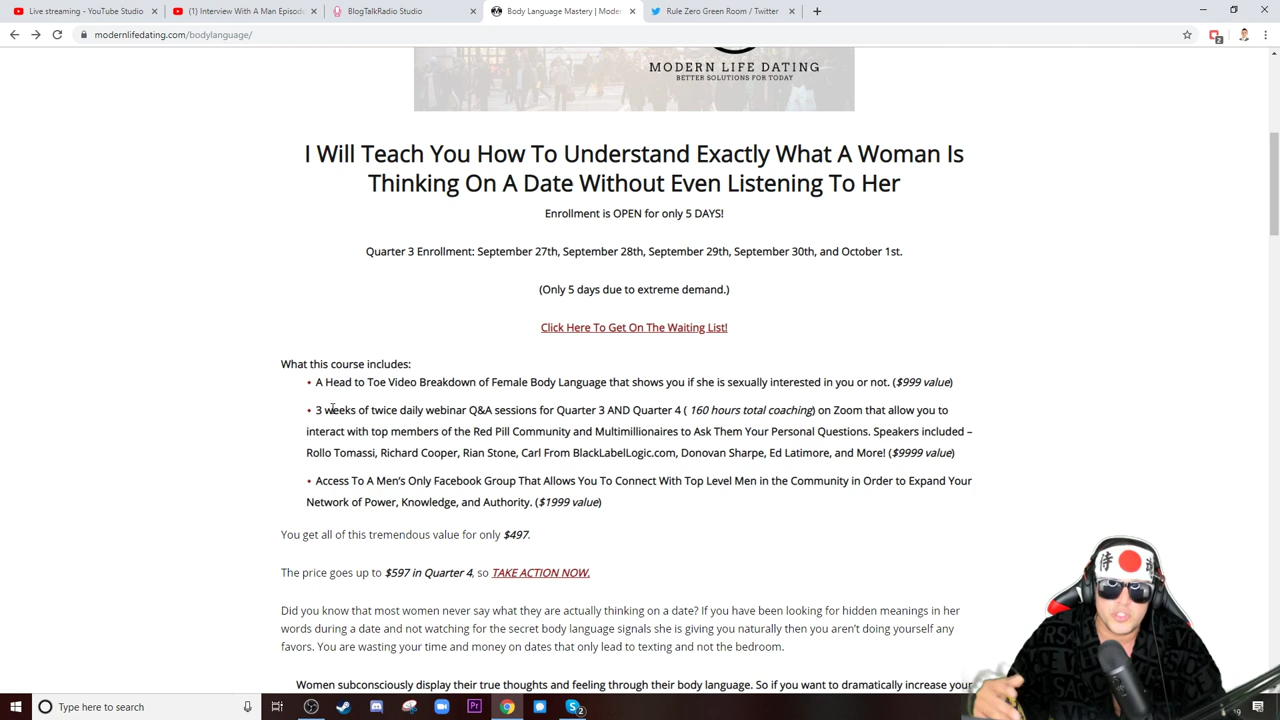 Live streaming - YouTube Studio
(1) Interview With A Man Episod
BlogTalkRadio Studio
Body Language Mastery | Moder
Rule Zero Green Room / Twitter
modernlifedating.com/bodylanguage/
2
MODERN LIFE DATING
BETTER SOLUTIONS FOR TODAY
I Will Teach You How To Understand Exactly What A Woman Is
Thinking On A Date Without Even Listening To Her
Enrollment is OPEN for only 5 DAYS!
Quarter 3 Enrollment: September 27th, September 28th, September 29th, September 30th, and October 1st.
(Only 5 days due to extreme demand.)
Click Here To Get On The Waiting List!
What this course includes:
• A Head to Toe Video Breakdown of Female Body Language that shows you if she is sexually interested in you or not. ($999 value)
• 3 weeks of twice daily webinar Q&A sessions for Quarter 3 AND Quarter 4 ( 160 hours total coaching) on Zoom that allow you to
interact with top members of the Red Pill Community and Multimillionaires to Ask Them Your Personal Questions. Speakers included –
Rollo Tomassi, Richard Cooper, Rian Stone, Carl From BlackLabelLogic.com, Donovan Sharpe, Ed Latimore, and More! ($9999 value)
• Access To A Men's Only Facebook Group That Allows You To Connect With Top Level Men in the Community in Order to Expand Your
Network of Power, Knowledge, and Authority. ($1999 value)
You get all of this tremendous value for only $497.
The price goes up to $597 in Quarter 4, so TAKE ACTION NOW.
Did you know that most women never say what they are actually thinking on a date? If you have been looking for hidden meanings in her
words during a date and not watching for the secret body language signals she is giving you naturally then you aren't doing yourself any
favors. You are wasting your time and money on dates that only lead to texting and not the bedroom.
Women subconsciously display their true thoughts and feeling through their body language. So if you want to dramatically increase your
Type here to search
2